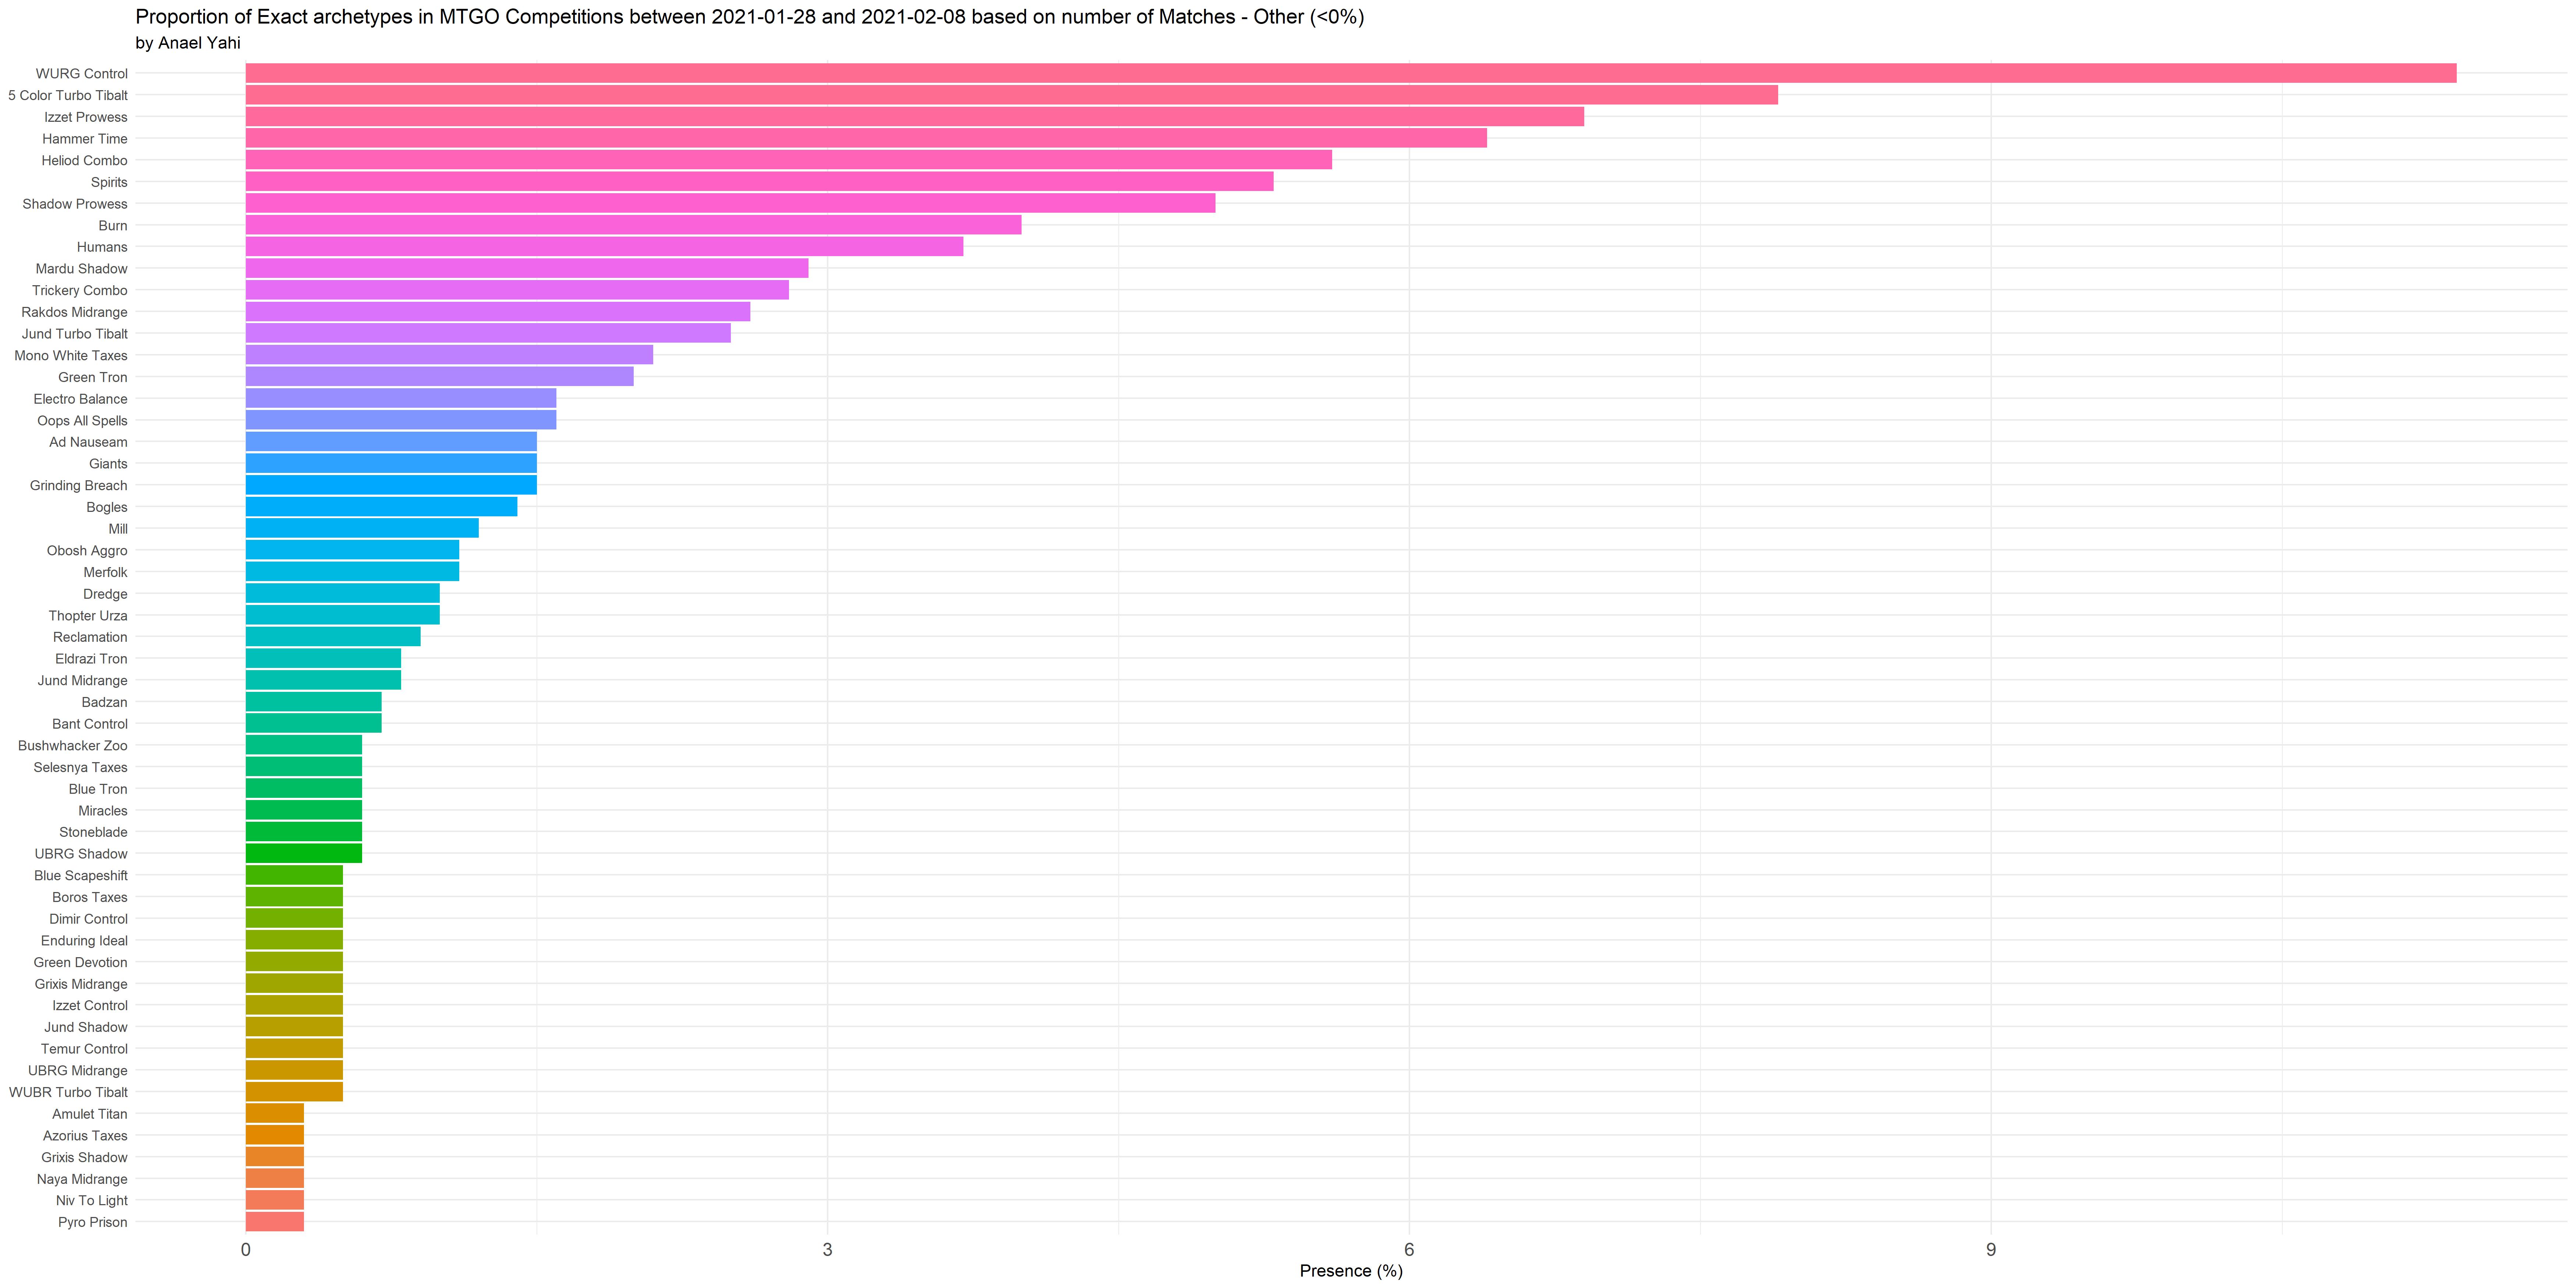 Proportion of Exact archetypes in MTGO Competitions between 2021-01-28 and 2021-02-08 based on number of Matches - Other (<0%)
by Anael Yahi
WURG Control
5 Color Turbo Tibalt
Izzet Prowess
Hammer Time
Heliod Combo
Spirits
Shadow Prowess
Burn
Humans
Mardu Shadow
Trickery Combo
Rakdos Midrange
Jund Turbo Tibalt
Mono White Taxes
Green Tron
Electro Balance
Oops All Spells
Ad Nauseam
Giants
Grinding Breach
Bogles
Mill
Obosh Aggro
Merfolk
Dredge
Thopter Urza
Reclamation
Eldrazi Tron
Jund Midrange
Badzan
Bant Control
Bushwhacker Zoo
Selesnya Taxes
Blue Tron
Miracles
Stoneblade
UBRG Shadow
Blue Scapeshift
Boros Taxes
Dimir Control
Enduring Ideal
Green Devotion
Grixis Midrange
Izzet Control
Jund Shadow
Temur Control
UBRG Midrange
WUBR Turbo Tibalt
Amulet Titan
Azorius Taxes
Grixis Shadow
Naya Midrange
Niv To Light
Pyro Prison
0 3 6 9
Presence (%)